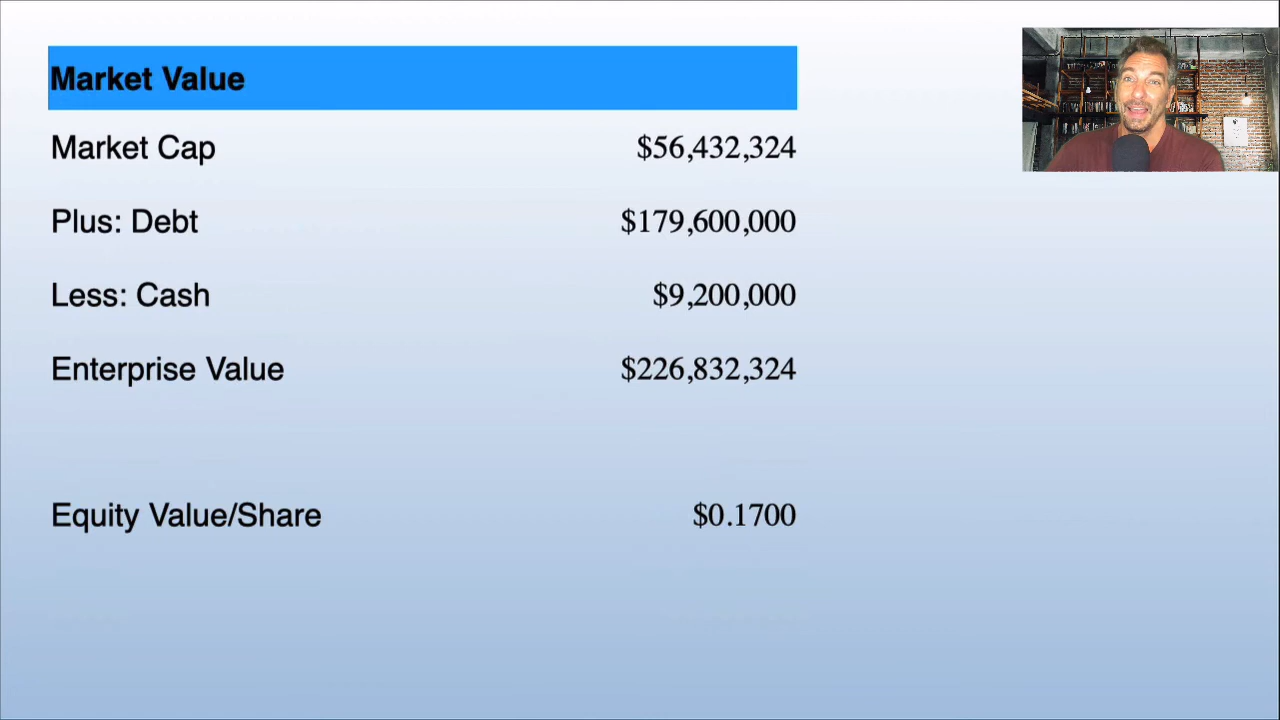 Market Value
Market Cap $56,432,324
Plus: Debt $179,600,000
Less: Cash $9,200,000
Enterprise Value $226,832,324
Equity Value/Share $0.1700